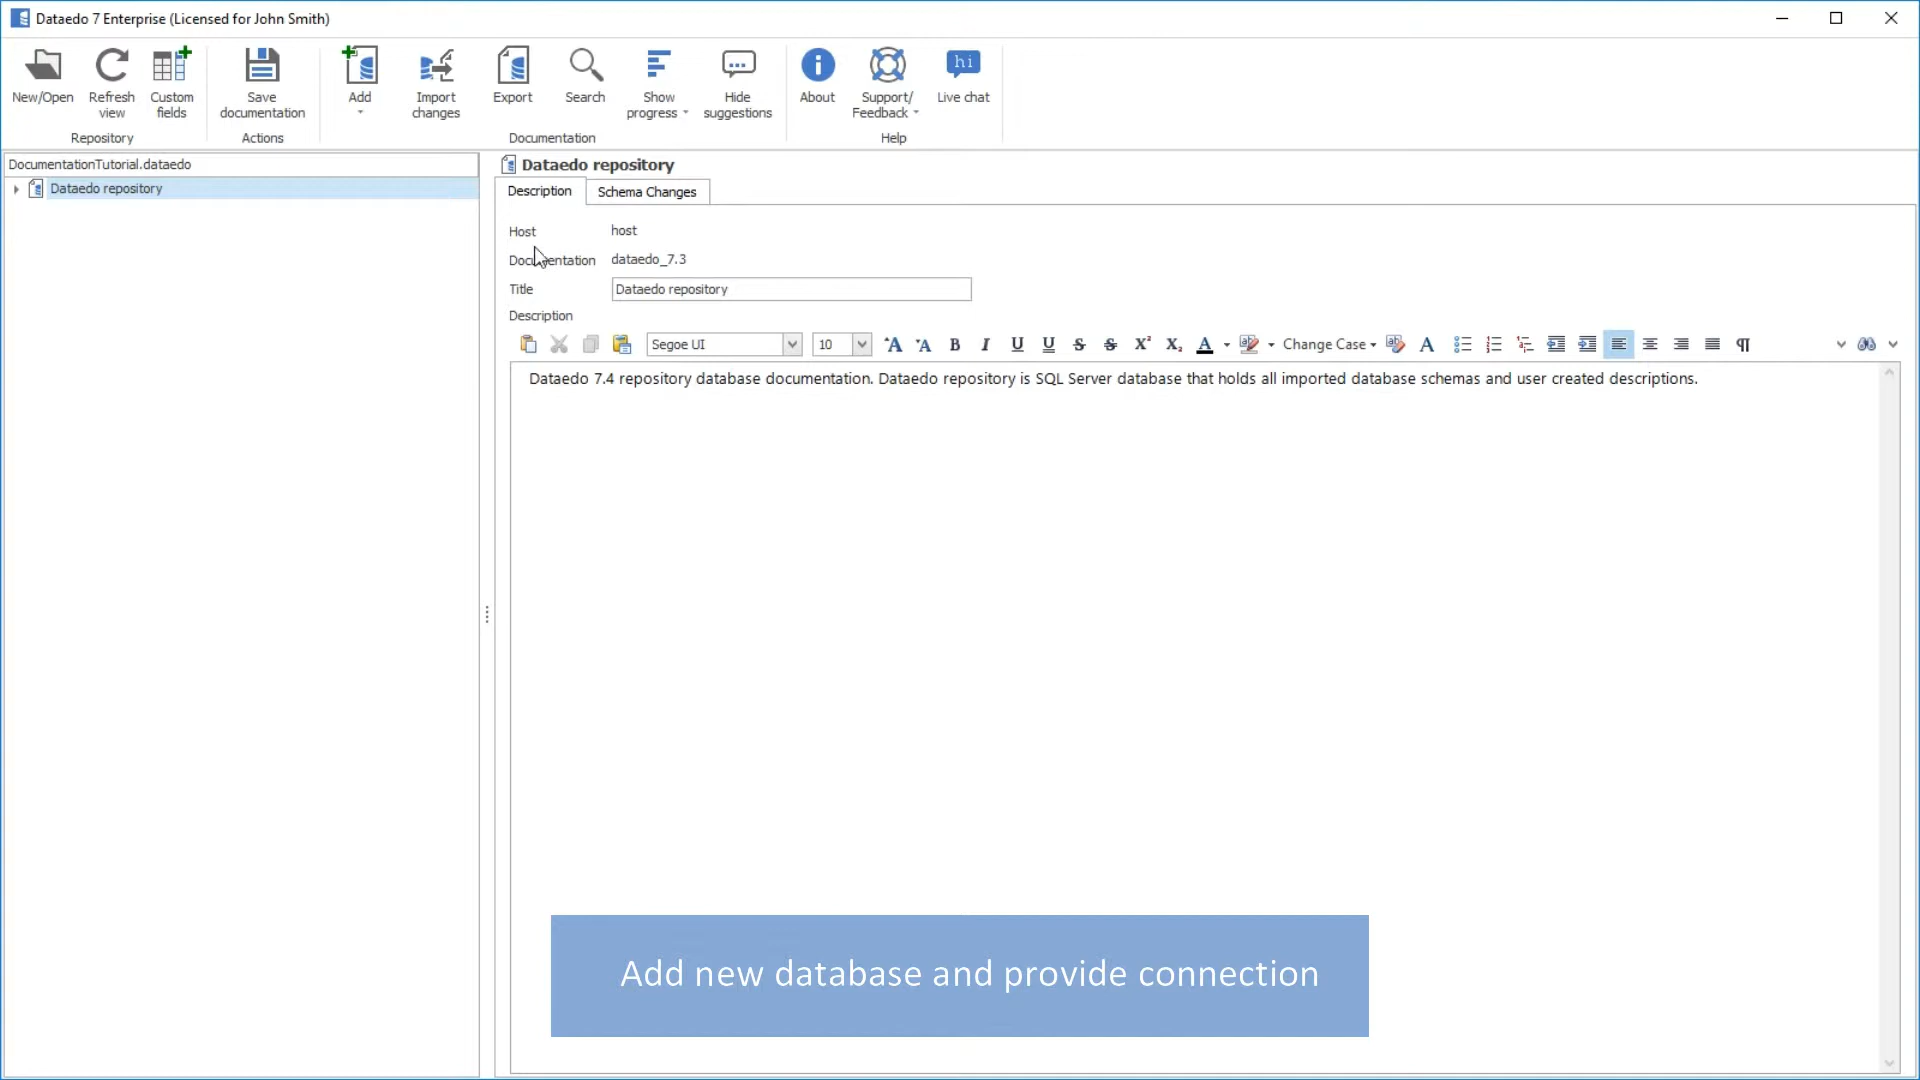 Dataedo 7 Enterprise (Licensed for John Smith)
New/Open
Refresh view
Custom fields
Save documentation
Add
Import changes
Export
Search
Show progress
Hide suggestions
About
Support/ Feedback
hi
Live chat
Repository
Actions
Documentation
Help
DocumentationTutorial.dataedo
Dataedo repository
Dataedo repository
Description
Schema Changes
Host
host
Documentation
dataedo_7.3
Title
Dataedo repository
Description
Segoe UI
10
Change Case
Dataedo 7.4 repository database documentation. Dataedo repository is SQL Server database that holds all imported database schemas and user created descriptions.
Add new database and provide connection